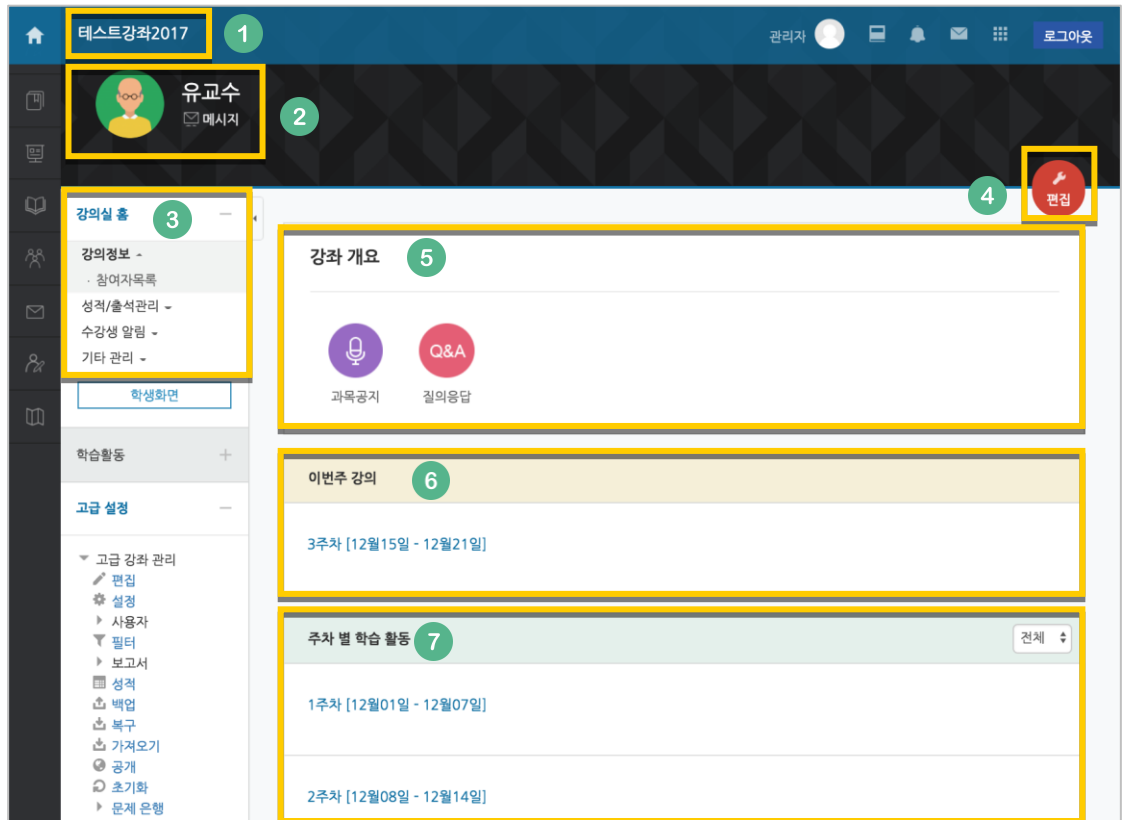 테스트강좌2017
1
관리자
로그아웃
유교수
메시지
2
4
편집
강의실 홈
3
강의정보
· 참여자목록
성적/출석관리
수강생 알림
기타 관리
학생화면
학습활동
고급 설정
고급 강좌 관리
편집
설정
사용자
필터
보고서
성적
백업
복구
가져오기
공개
초기화
문제 은행
강좌 개요
5
Q&A
과목공지
질의응답
이번주 강의
6
3주차 [12월15일 - 12월21일]
주차 별 학습 활동
7
전체
1주차 [12월01일 - 12월07일]
2주차 [12월08일 - 12월14일]